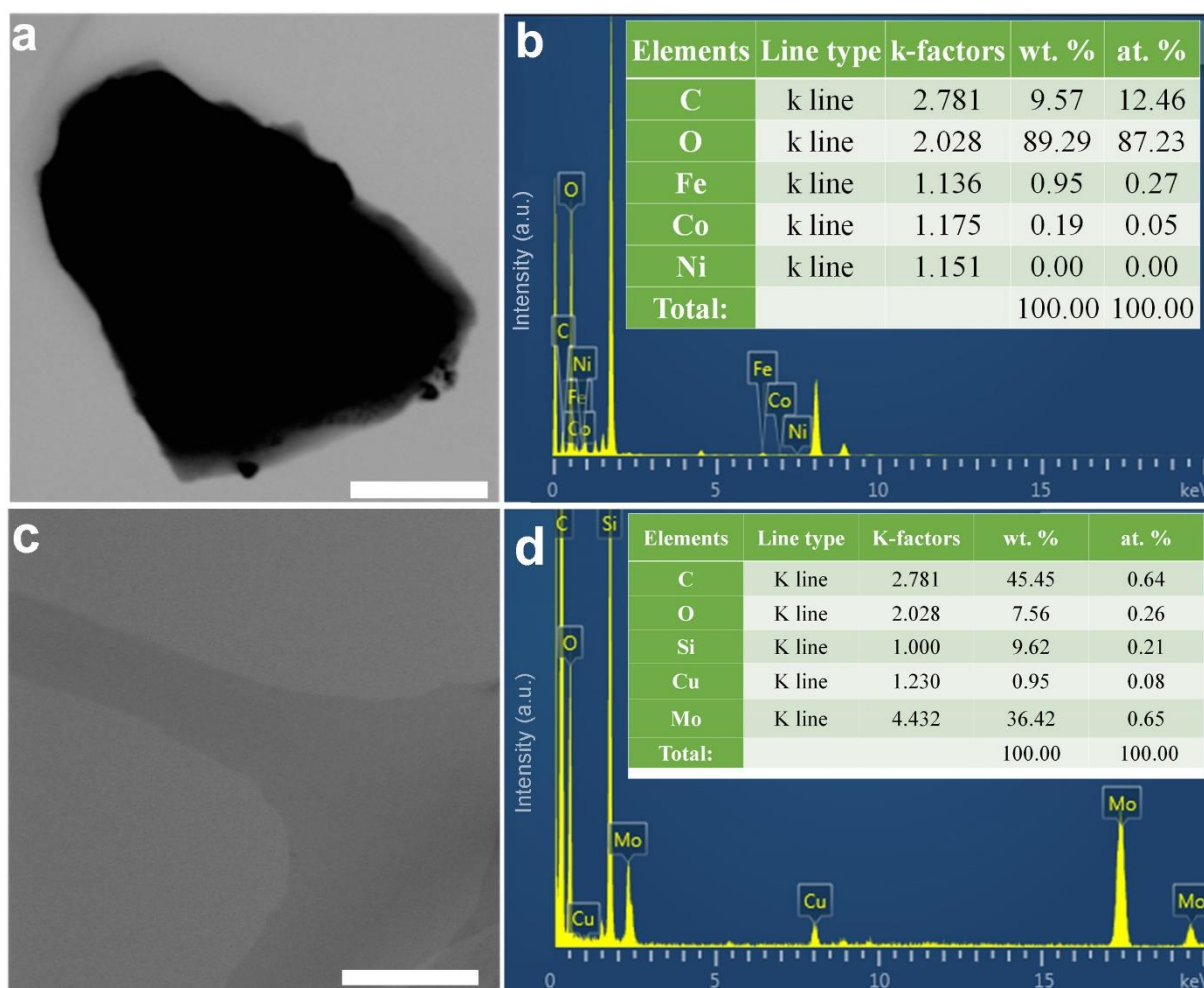 a
b
Elements Line type k-factors wt. % at. %
C k line 2.781 9.57 12.46
O k line 2.028 89.29 87.23
Fe k line 1.136 0.95 0.27
Co k line 1.175 0.19 0.05
Ni k line 1.151 0.00 0.00
Total: 100.00 100.00
Intensity (a.u.)
O
C
Ni
Fe
Co
Fe
Co
Ni
0 5 10 15 keV
c
d
Elements Line type K-factors wt. % at. %
C K line 2.781 45.45 0.64
O K line 2.028 7.56 0.26
Si K line 1.000 9.62 0.21
Cu K line 1.230 0.95 0.08
Mo K line 4.432 36.42 0.65
Total: 100.00 100.00
Intensity (a.u.)
C
Si
O
Mo
Cu
Cu
Mo
Mo
0 5 10 15 keV